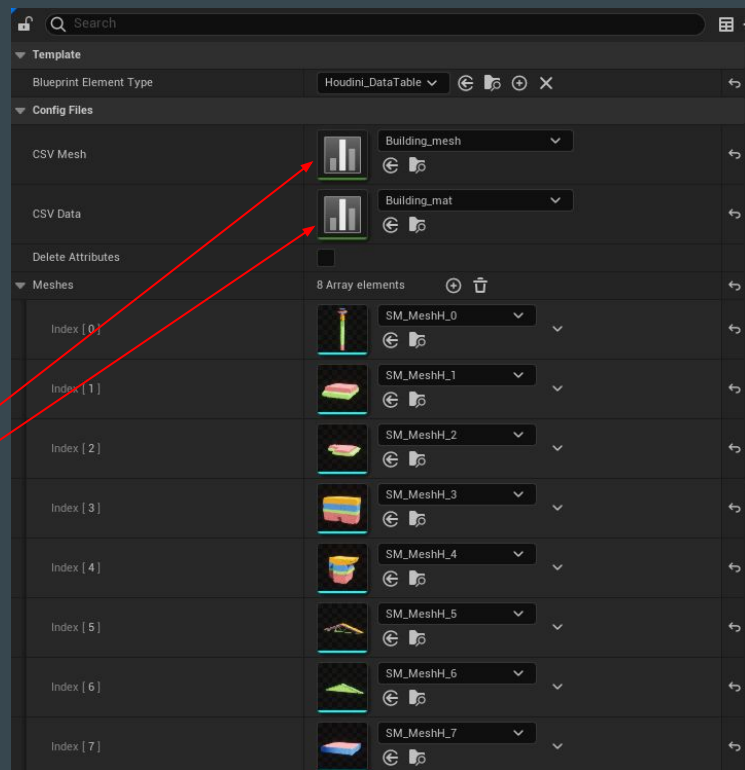 Search
Template
Blueprint Element Type
Houdini_DataTable
Config Files
CSV Mesh
Building_mesh
CSV Data
Building_mat
Delete Attributes
Meshes
8 Array elements
Index [ 0 ]
SM_MeshH_0
Index [ 1 ]
SM_MeshH_1
Index [ 2 ]
SM_MeshH_2
Index [ 3 ]
SM_MeshH_3
Index [ 4 ]
SM_MeshH_4
Index [ 5 ]
SM_MeshH_5
Index [ 6 ]
SM_MeshH_6
Index [ 7 ]
SM_MeshH_7